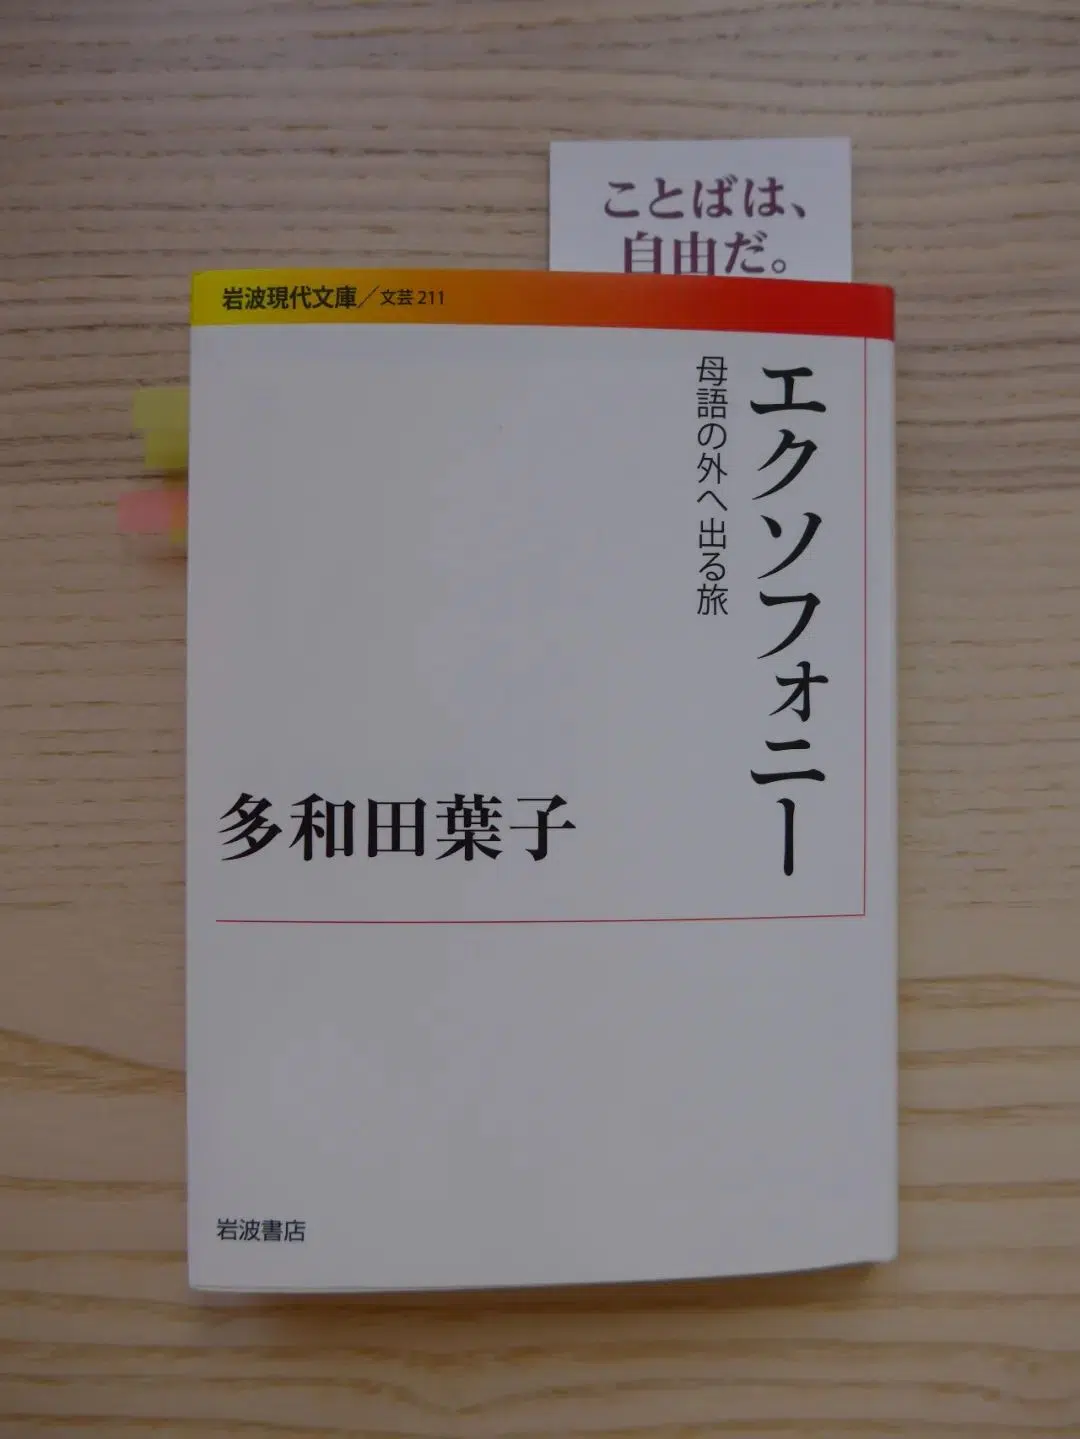 ことばは、
自由だ。
岩波現代文庫／文芸 211
エクソフォニー
母語の外へ出る旅
多和田葉子
岩波書店